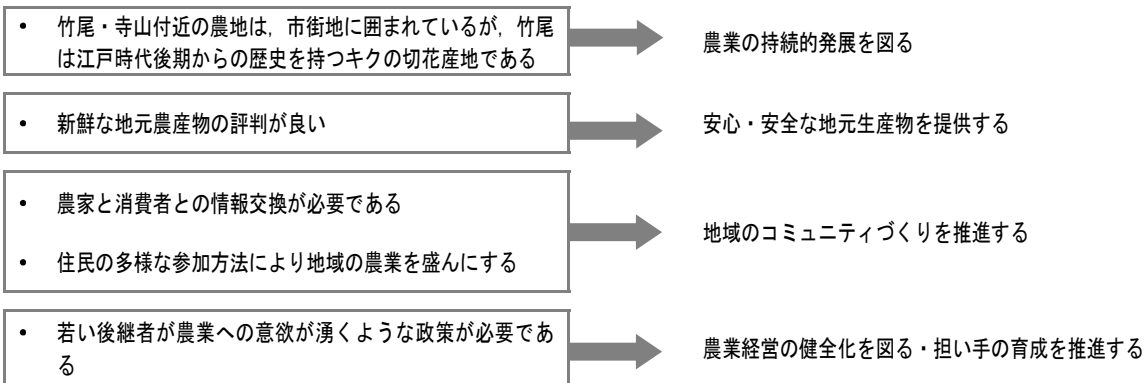 • 竹尾・寺山付近の農地は，市街地に囲まれているが，竹尾
は江戸時代後期からの歴史を持つキクの切花産地である
農業の持続的発展を図る
• 新鮮な地元農産物の評判が良い
安心・安全な地元生産物を提供する
• 農家と消費者との情報交換が必要である
• 住民の多様な参加方法により地域の農業を盛んにする
地域のコミュニティづくりを推進する
• 若い後継者が農業への意欲が湧くような政策が必要であ
る
農業経営の健全化を図る・担い手の育成を推進する